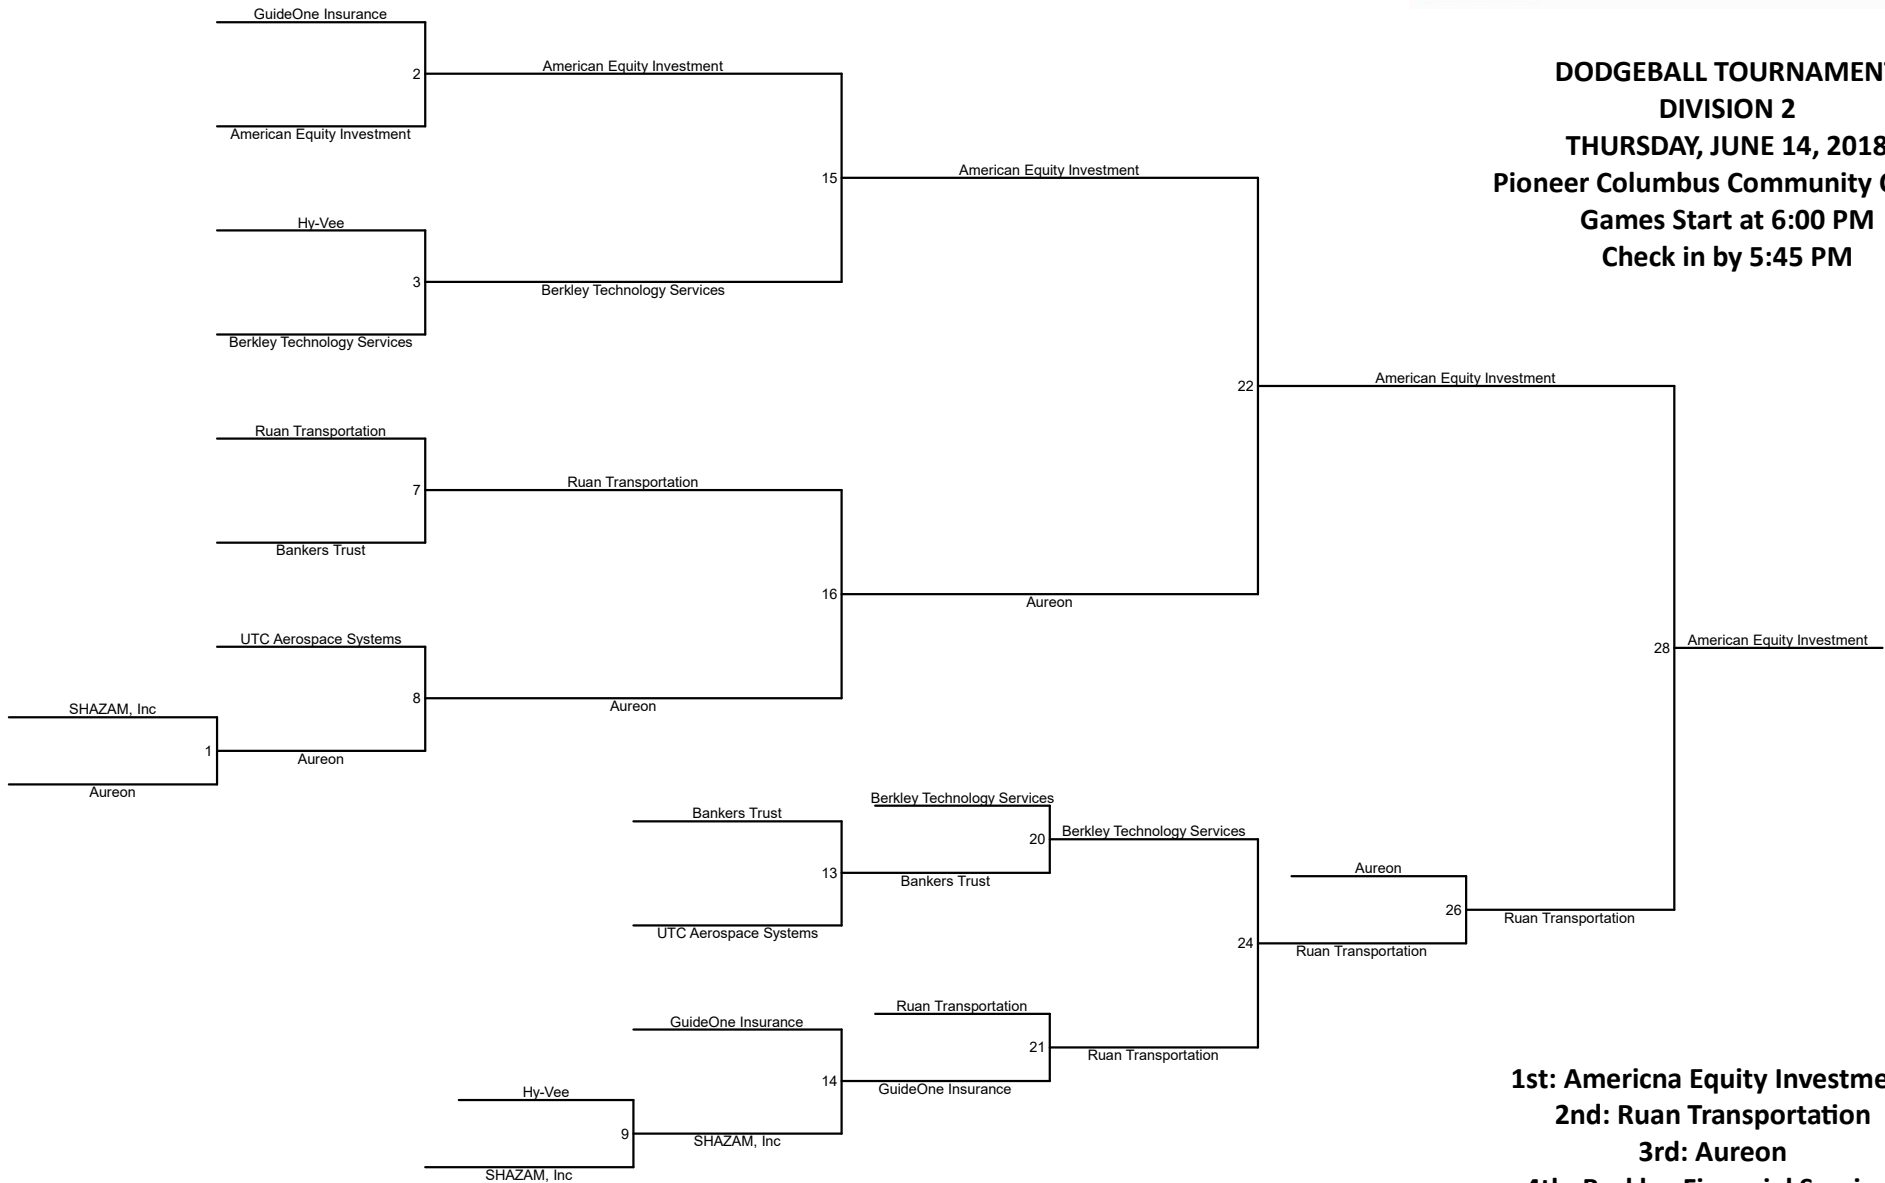 GuideOne Insurance
2
American Equity Investment
American Equity Investment
DODGEBALL TOURNAMENT
DIVISION 2
THURSDAY, JUNE 14, 2018
Pioneer Columbus Community
Games Start at 6:00 PM
Check in by 5:45 PM
15
American Equity Investment
Hy-Vee
3
Berkley Technology Services
Berkley Technology Services
22
American Equity Investment
Ruan Transportation
7
Ruan Transportation
Bankers Trust
16
Aureon
UTC Aerospace Systems
8
Aureon
SHAZAM, Inc
1
Aureon
Aureon
28
American Equity Investment
Bankers Trust
13
Bankers Trust
UTC Aerospace Systems
Berkley Technology Services
20
Berkley Technology Services
24
Ruan Transportation
Aureon
26
Ruan Transportation
Ruan Transportation
21
Ruan Transportation
GuideOne Insurance
14
GuideOne Insurance
Hy-Vee
9
SHAZAM, Inc
SHAZAM, Inc
1st: Americna Equity Investme
2nd: Ruan Transportation
3rd: Aureon